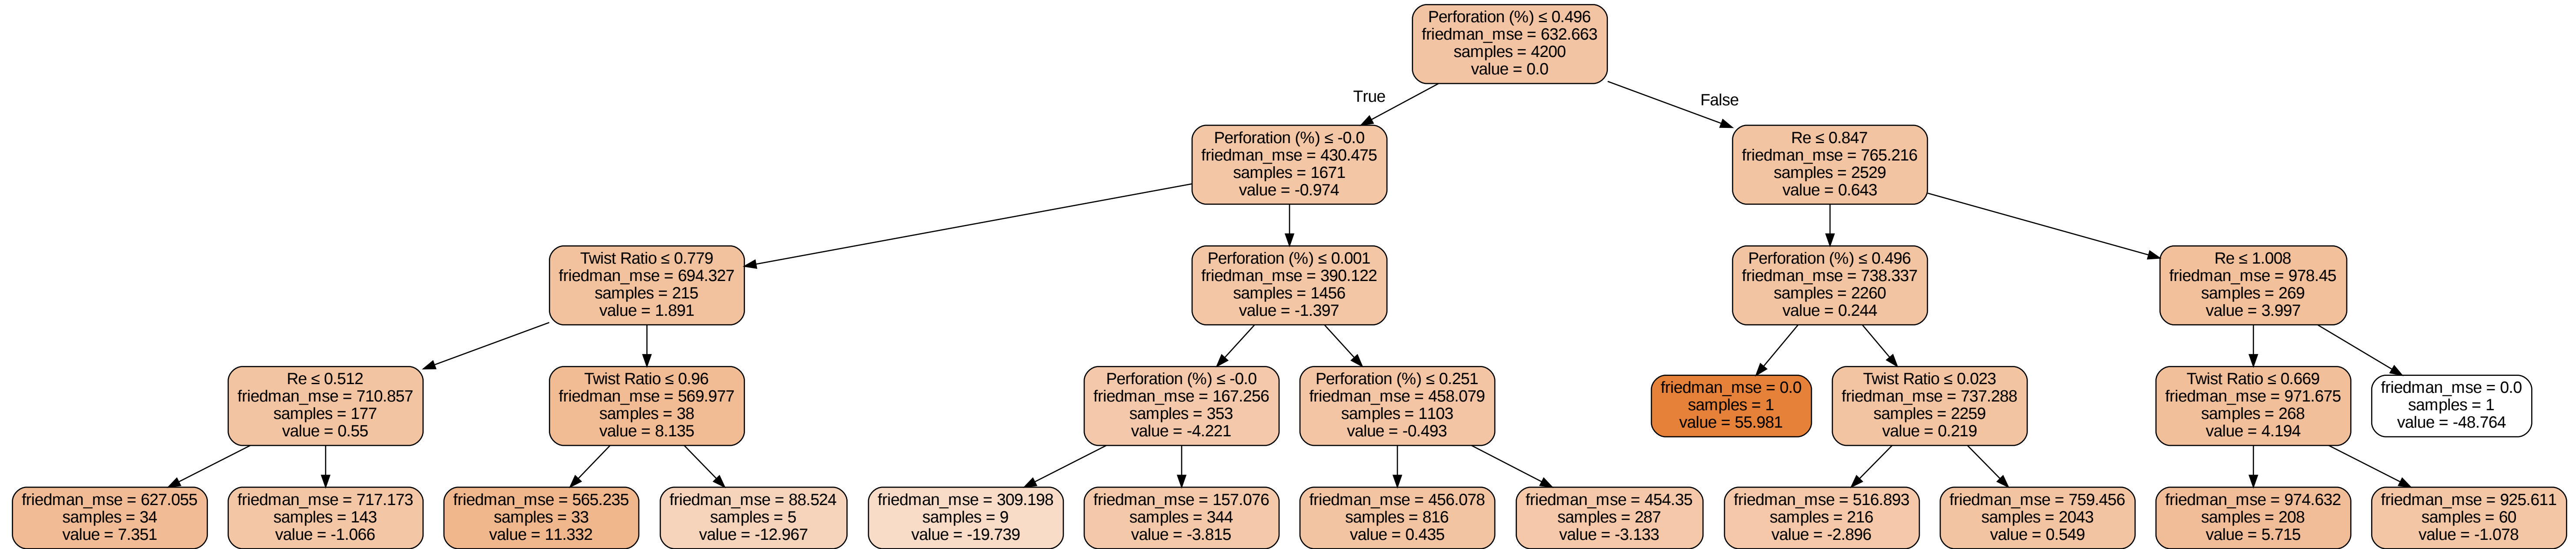 Perforation (%) ≤ 0.496
friedman_mse = 632.663
samples = 4200
value = 0.0
True
False
Perforation (%) ≤ -0.0
friedman_mse = 430.475
samples = 1671
value = -0.974
Re ≤ 0.847
friedman_mse = 765.216
samples = 2529
value = 0.643
Twist Ratio ≤ 0.779
friedman_mse = 694.327
samples = 215
value = 1.891
Perforation (%) ≤ 0.001
friedman_mse = 390.122
samples = 1456
value = -1.397
Perforation (%) ≤ 0.496
friedman_mse = 738.337
samples = 2260
value = 0.244
Re ≤ 1.008
friedman_mse = 978.45
samples = 269
value = 3.997
Re ≤ 0.512
friedman_mse = 710.857
samples = 177
value = 0.55
Twist Ratio ≤ 0.96
friedman_mse = 569.977
samples = 38
value = 8.135
Perforation (%) ≤ -0.0
friedman_mse = 167.256
samples = 353
value = -4.221
Perforation (%) ≤ 0.251
friedman_mse = 458.079
samples = 1103
value = -0.493
friedman_mse = 0.0
samples = 1
value = 55.981
Twist Ratio ≤ 0.023
friedman_mse = 737.288
samples = 2259
value = 0.219
Twist Ratio ≤ 0.669
friedman_mse = 971.675
samples = 268
value = 4.194
friedman_mse = 0.0
samples = 1
value = -48.764
friedman_mse = 627.055
samples = 34
value = 7.351
friedman_mse = 717.173
samples = 143
value = -1.066
friedman_mse = 565.235
samples = 33
value = 11.332
friedman_mse = 88.524
samples = 5
value = -12.967
friedman_mse = 309.198
samples = 9
value = -19.739
friedman_mse = 157.076
samples = 344
value = -3.815
friedman_mse = 456.078
samples = 816
value = 0.435
friedman_mse = 454.35
samples = 287
value = -3.133
friedman_mse = 516.893
samples = 216
value = -2.896
friedman_mse = 759.456
samples = 2043
value = 0.549
friedman_mse = 974.632
samples = 208
value = 5.715
friedman_mse = 925.611
samples = 60
value = -1.078